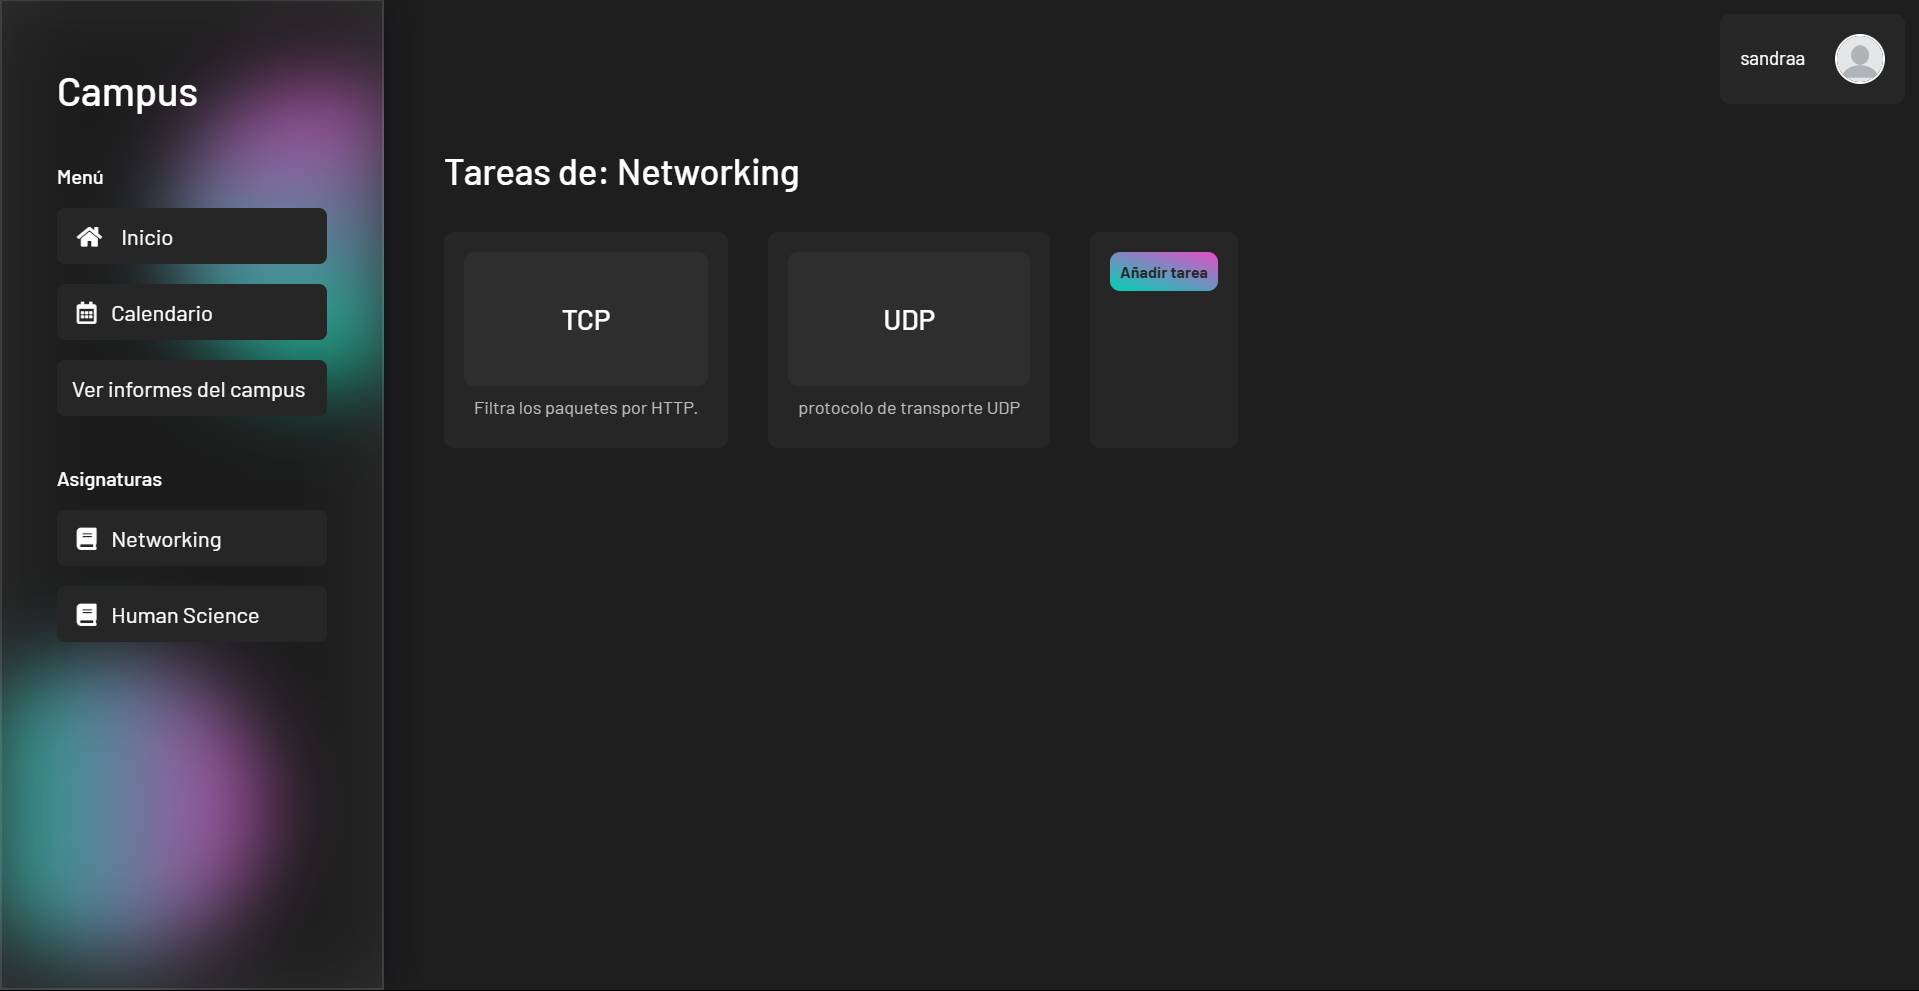 Campus
Menú
Inicio
Calendario
Ver informes del campus
Asignaturas
Networking
Human Science
sandraa
Tareas de: Networking
TCP
Filtra los paquetes por HTTP.
UDP
protocolo de transporte UDP
Añadir tarea